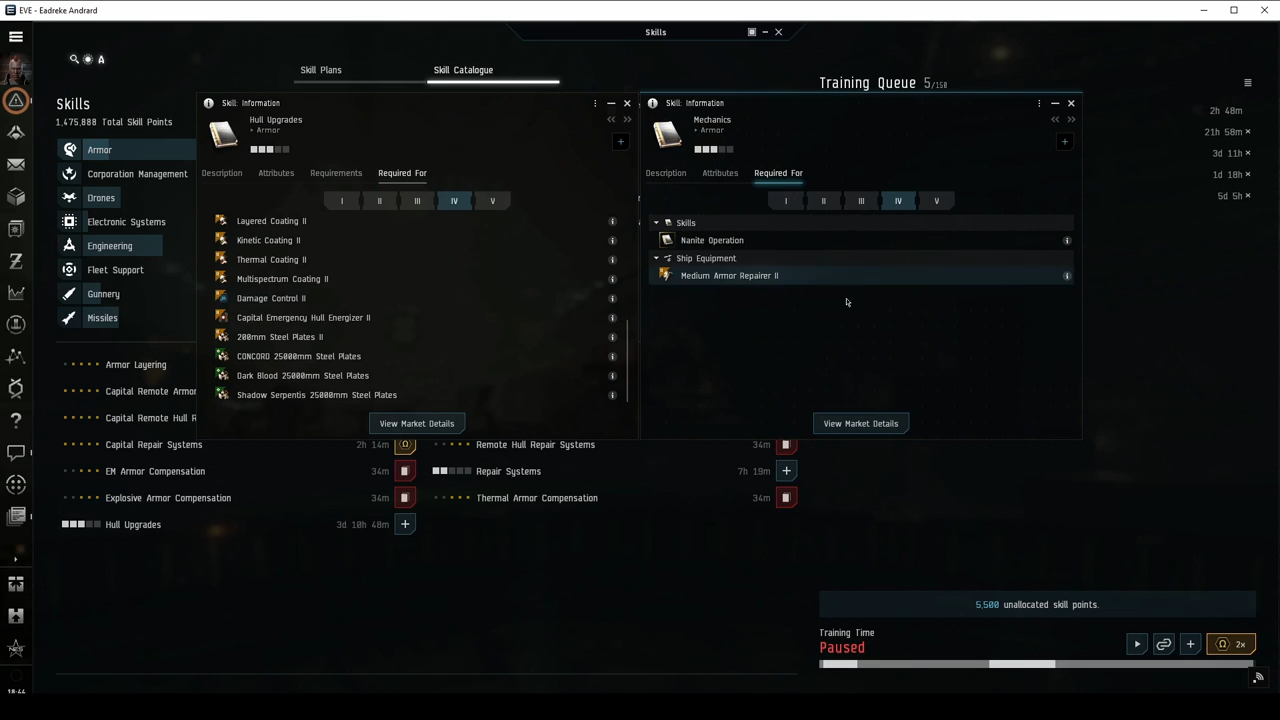 EVE - Eadreke Andrard
Skills
Skill Plans
Skill Catalogue
Training Queue 5/150
Skills
1,475,888 Total Skill Points
Armor
Corporation Management
Drones
Electronic Systems
Engineering
Fleet Support
Gunnery
Missiles
Skill: Information
Hull Upgrades
Armor
Description
Attributes
Requirements
Required For
I
II
III
IV
V
Layered Coating II
Kinetic Coating II
Thermal Coating II
Multispectrum Coating II
Damage Control II
Capital Emergency Hull Energizer II
200mm Steel Plates II
CONCORD 25000mm Steel Plates
Dark Blood 25000mm Steel Plates
Shadow Serpentis 25000mm Steel Plates
View Market Details
Skill: Information
Mechanics
Armor
Description
Attributes
Required For
I
II
III
IV
V
Skills
Nanite Operation
Ship Equipment
Medium Armor Repairer II
View Market Details
2h 48m
21h 58m
3d 11h
1d 18h
5d 5h
Armor Layering
Capital Remote Armor
Capital Remote Hull R
Capital Repair Systems 2h 14m
Remote Hull Repair Systems 34m
EM Armor Compensation 34m
Repair Systems 7h 19m
Explosive Armor Compensation 34m
Thermal Armor Compensation 34m
Hull Upgrades 3d 10h 48m
5,500 unallocated skill points.
Training Time
Paused
2x
NES
18:44